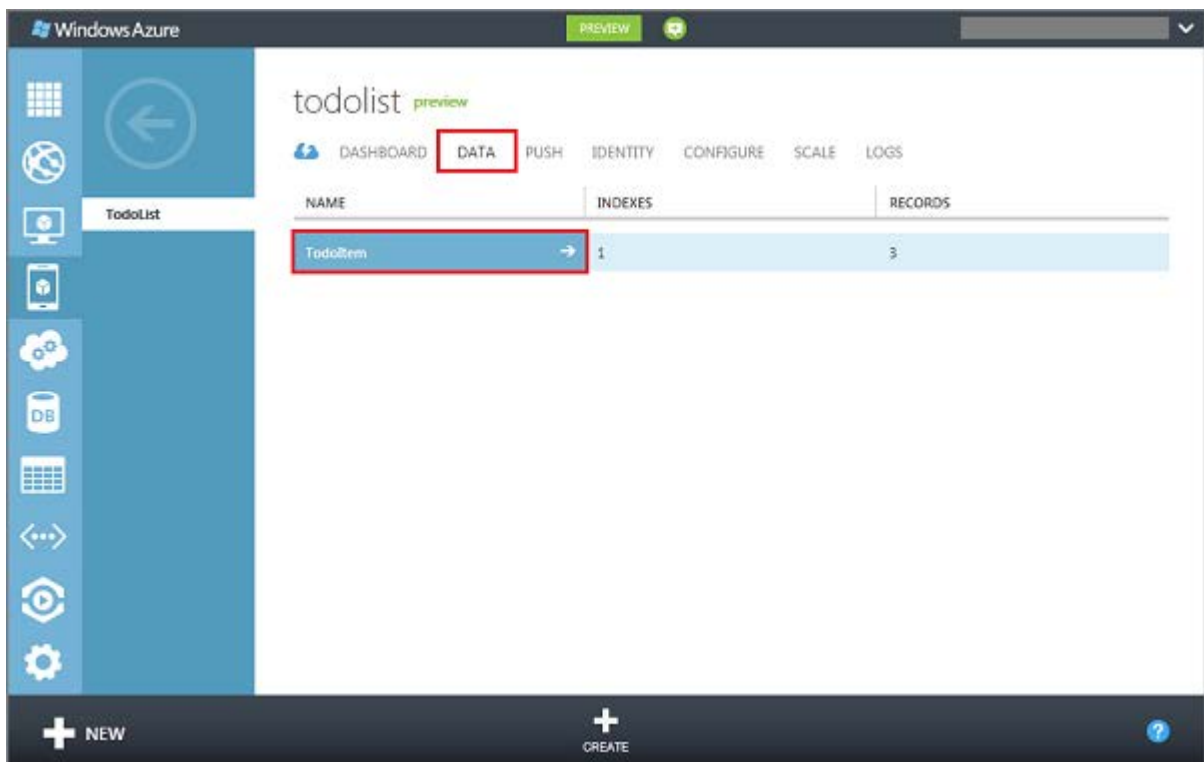 Windows Azure
PREVIEW
todolist preview
DASHBOARD DATA PUSH IDENTITY CONFIGURE SCALE LOGS
TodoList
NAME INDEXES RECORDS
TodoItem 1 3
DB
NEW
CREATE
?